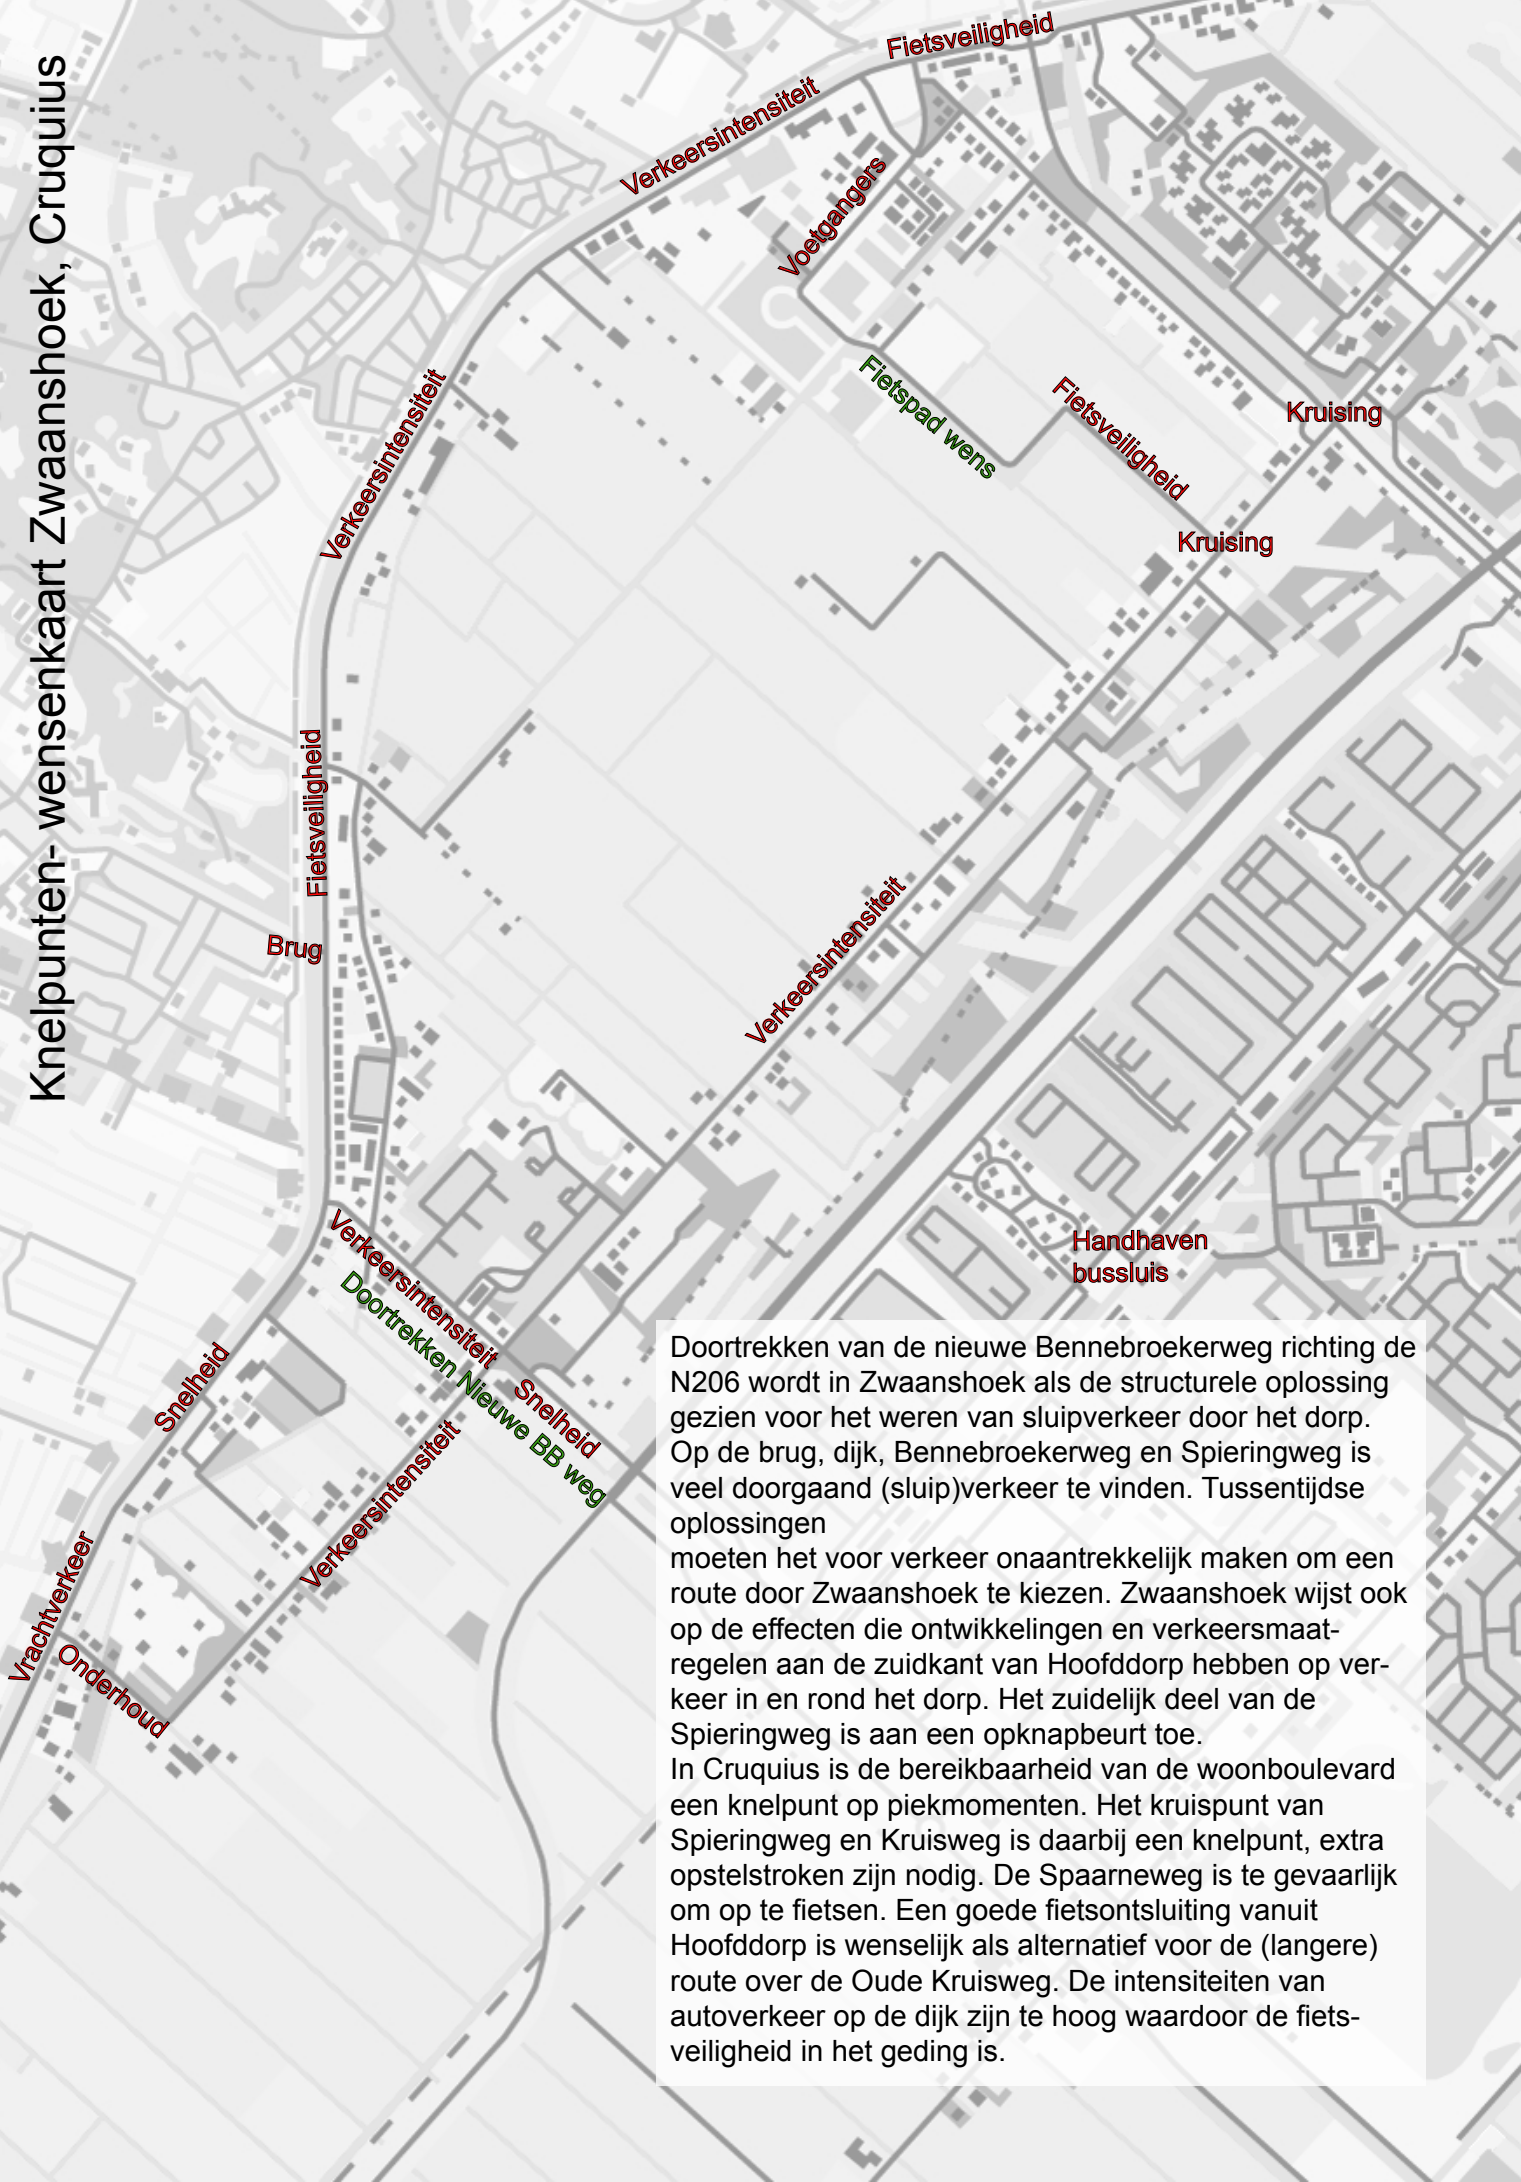 Knelpunten- wensenkaart Zwaanshoek, Cruquius
Fietsveiligheid
Verkeersintensiteit
Voetgangers
Verkeersintensiteit
Fietspad wens
Fietsveiligheid
Kruising
Kruising
Fietsveiligheid
Brug
Verkeersintensiteit
Handhaven
bussluis
Verkeersintensiteit
Doortrekken Nieuwe BB weg
Snelheid
Snelheid
Verkeersintensiteit
Vrachtverkeer
Onderhoud
Doortrekken van de nieuwe Bennebroekerweg richting de
N206 wordt in Zwaanshoek als de structurele oplossing
gezien voor het weren van sluipverkeer door het dorp.
Op de brug, dijk, Bennebroekerweg en Spieringweg is
veel doorgaand (sluip)verkeer te vinden. Tussentijdse
oplossingen
moeten het voor verkeer onaantrekkelijk maken om een
route door Zwaanshoek te kiezen. Zwaanshoek wijst ook
op de effecten die ontwikkelingen en verkeersmaat-
regelen aan de zuidkant van Hoofddorp hebben op ver-
keer in en rond het dorp. Het zuidelijk deel van de
Spieringweg is aan een opknapbeurt toe.
In Cruquius is de bereikbaarheid van de woonboulevard
een knelpunt op piekmomenten. Het kruispunt van
Spieringweg en Kruisweg is daarbij een knelpunt, extra
opstelstroken zijn nodig. De Spaarneweg is te gevaarlijk
om op te fietsen. Een goede fietsontsluiting vanuit
Hoofddorp is wenselijk als alternatief voor de (langere)
route over de Oude Kruisweg. De intensiteiten van
autoverkeer op de dijk zijn te hoog waardoor de fiets-
veiligheid in het geding is.